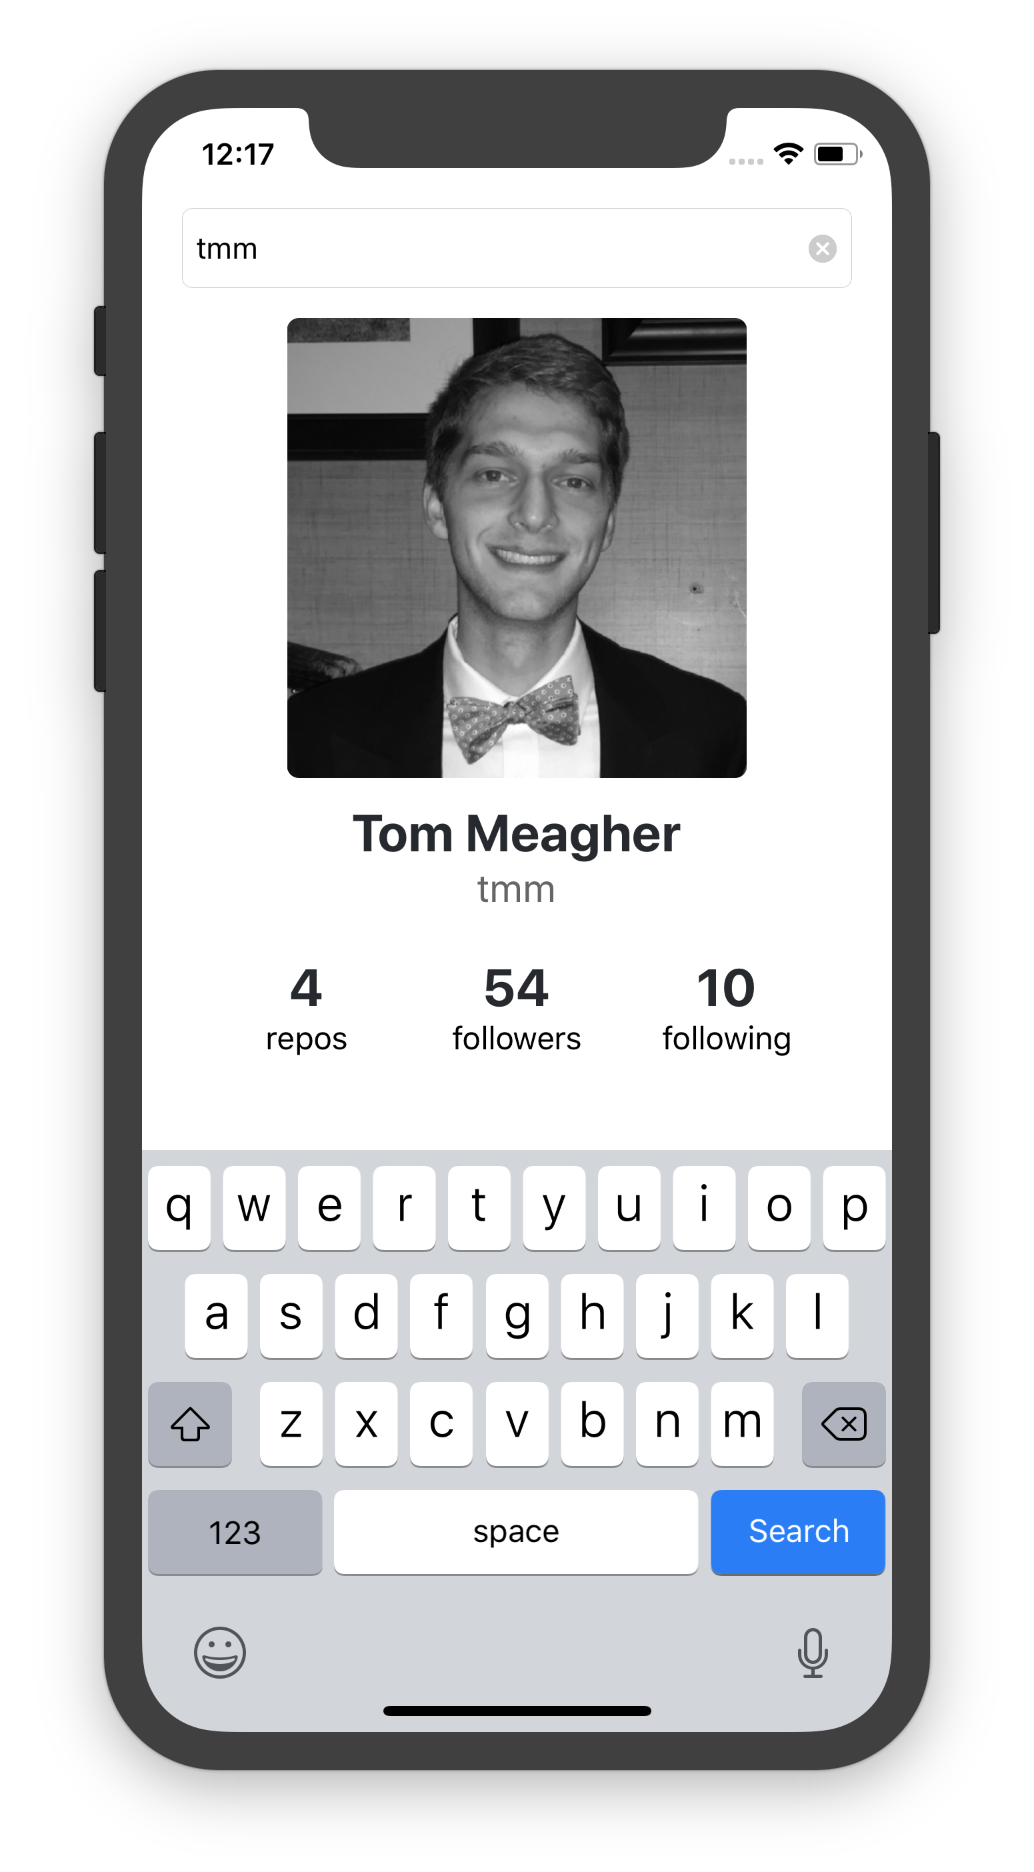 12:17
tmm
Tom Meagher
tmm
4 54 10
repos followers following
q w e r t y u i o p
a s d f g h j k l
z x c v b n m
123 space Search